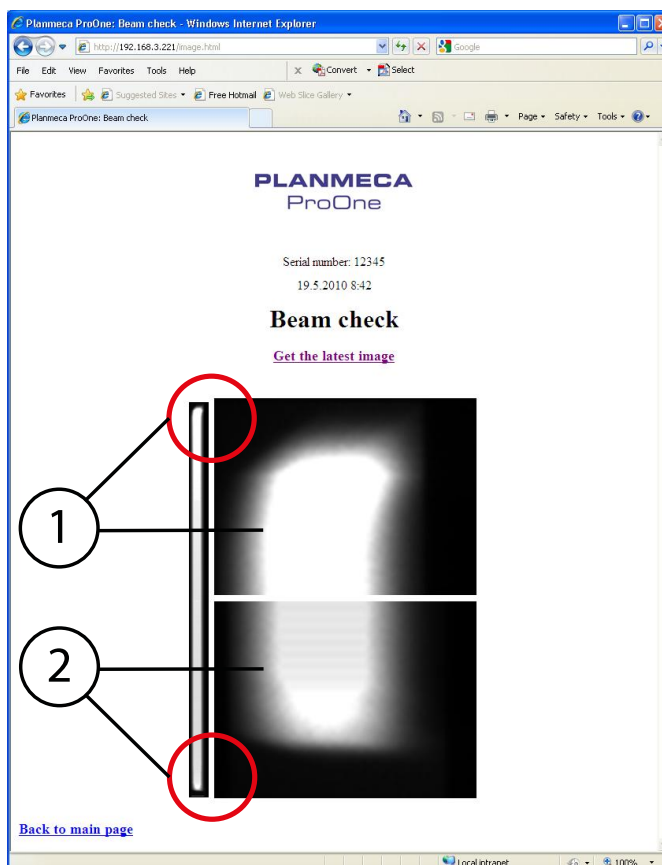 Planmeca ProOne: Beam check - Windows Internet Explorer
http://192.168.3.221/image.html
Google
File Edit View Favorites Tools Help
Convert
Select
Favorites
Suggested Sites
Free Hotmail
Web Slice Gallery
Planmeca ProOne: Beam check
Page
Safety
Tools
PLANMECA
ProOne
Serial number: 12345
19.5.2010 8:42
Beam check
Get the latest image
1
2
Back to main page
Local intranet
100%